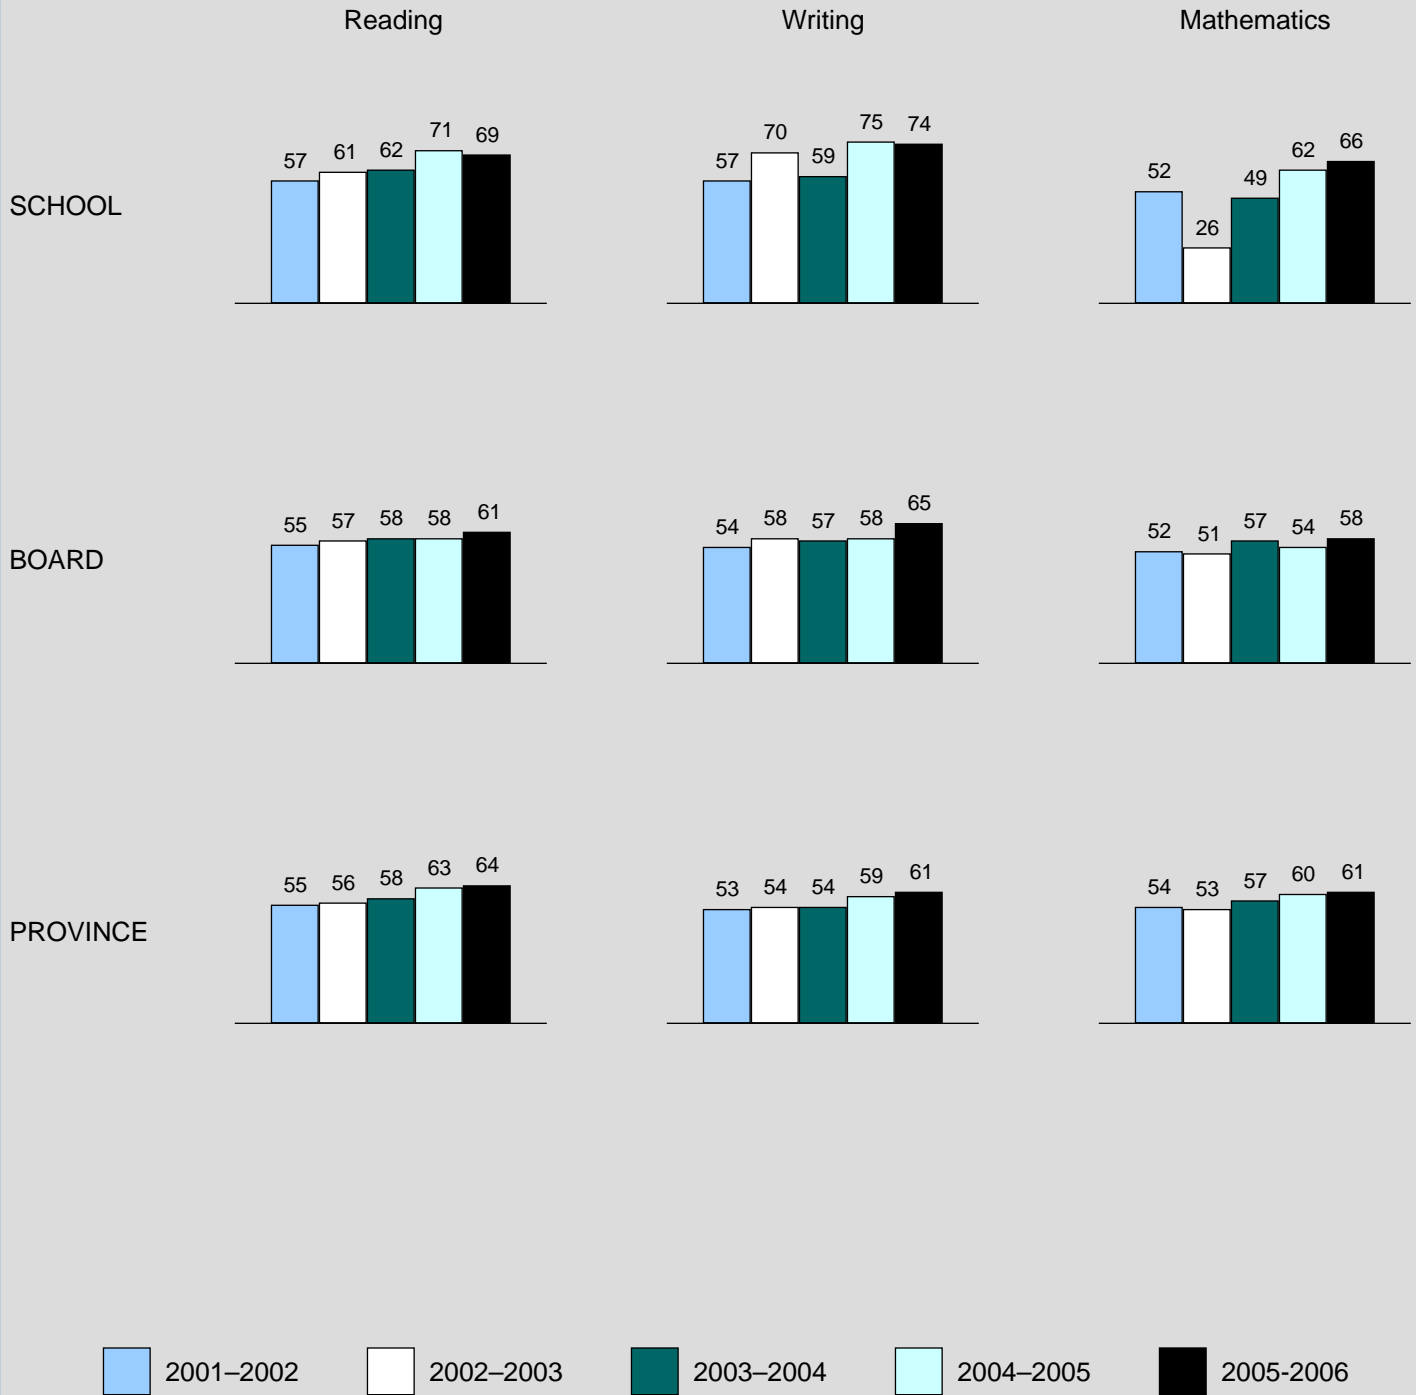 Reading Writing Mathematics
57 61 62 71 69 57 70 59 75 74 52 26 49 62 66
SCHOOL
55 57 58 58 61 54 58 57 58 65 52 51 57 54 58
BOARD
55 56 58 63 64 53 54 54 59 61 54 53 57 60 61
PROVINCE
2001–2002 2002–2003 2003–2004 2004–2005 2005-2006